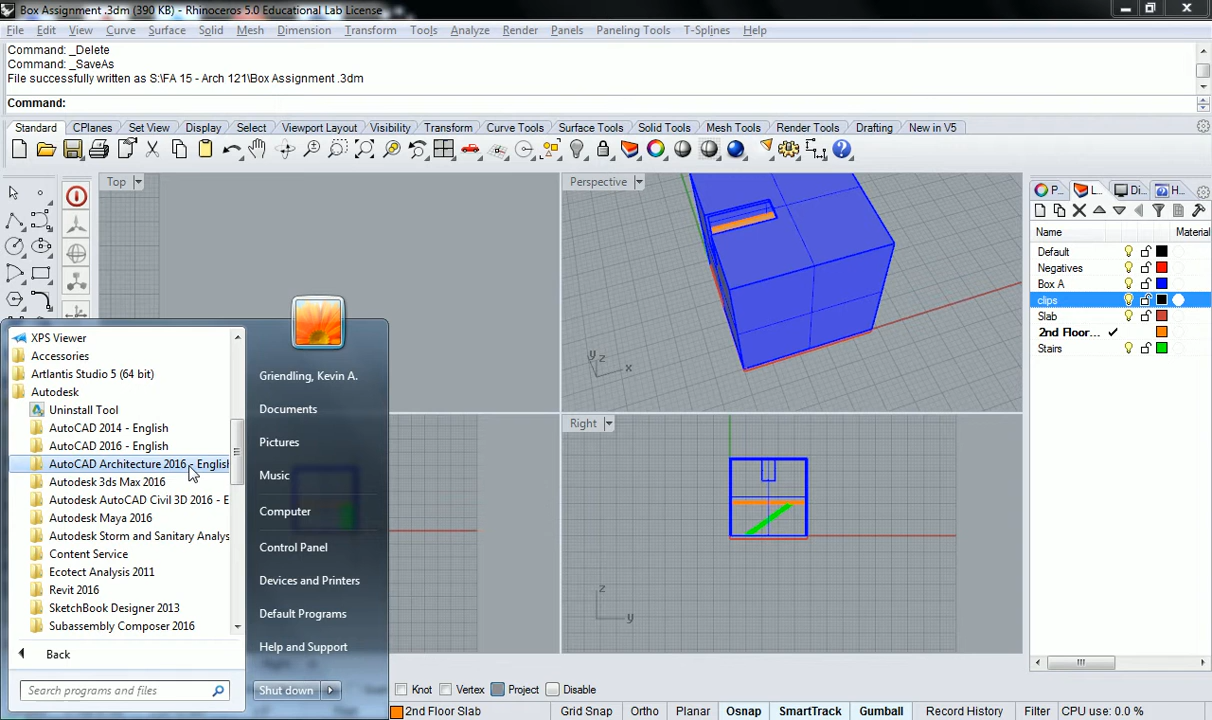 Box Assignment .3dm (390 KB) - Rhinoceros 5.0 Educational Lab License
File Edit View Curve Surface Solid Mesh Dimension Transform Tools Analyze Render Panels Paneling Tools T-Splines Help
Command: _Delete
Command: _SaveAs
File successfully written as S:\FA 15 - Arch 121\Box Assignment .3dm
Command:
Standard CPlanes Set View Display Select Viewport Layout Visibility Transform Curve Tools Surface Tools Solid Tools Mesh Tools Render Tools Drafting New in V5
Top
Perspective
P... L... Di... H...
Name Material
Default
Negatives
Box A
clips
Slab
2nd Floor...
Stairs
z
y
x
Right
z
y
XPS Viewer
Accessories
Artlantis Studio 5 (64 bit)
Autodesk
Uninstall Tool
AutoCAD 2014 - English
AutoCAD 2016 - English
AutoCAD Architecture 2016 - English
Autodesk 3ds Max 2016
Autodesk AutoCAD Civil 3D 2016 - E
Autodesk Maya 2016
Autodesk Storm and Sanitary Analys
Content Service
Ecotect Analysis 2011
Revit 2016
SketchBook Designer 2013
Subassembly Composer 2016
Back
Search programs and files
Griendling, Kevin A.
Documents
Pictures
Music
Computer
Control Panel
Devices and Printers
Default Programs
Help and Support
Shut down
Knot Vertex Project Disable
2nd Floor Slab Grid Snap Ortho Planar Osnap SmartTrack Gumball Record History Filter CPU use: 0.0 %